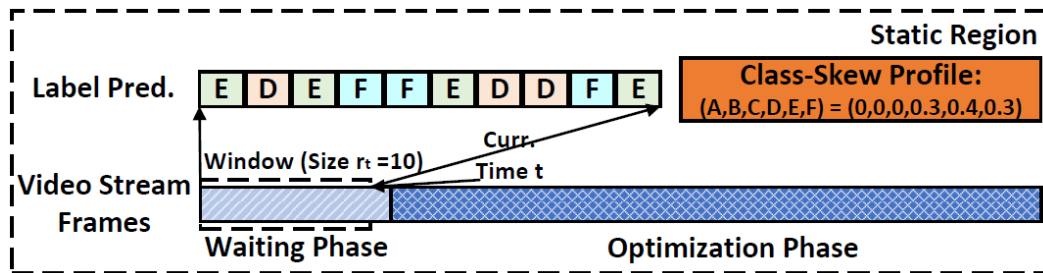 Static Region
Label Pred.
E D E F F E D D F E
Class-Skew Profile:
(A,B,C,D,E,F) = (0,0,0,0.3,0.4,0.3)
Curr.
Time t
Window (Size rt =10)
Video Stream
Frames
Waiting Phase
Optimization Phase